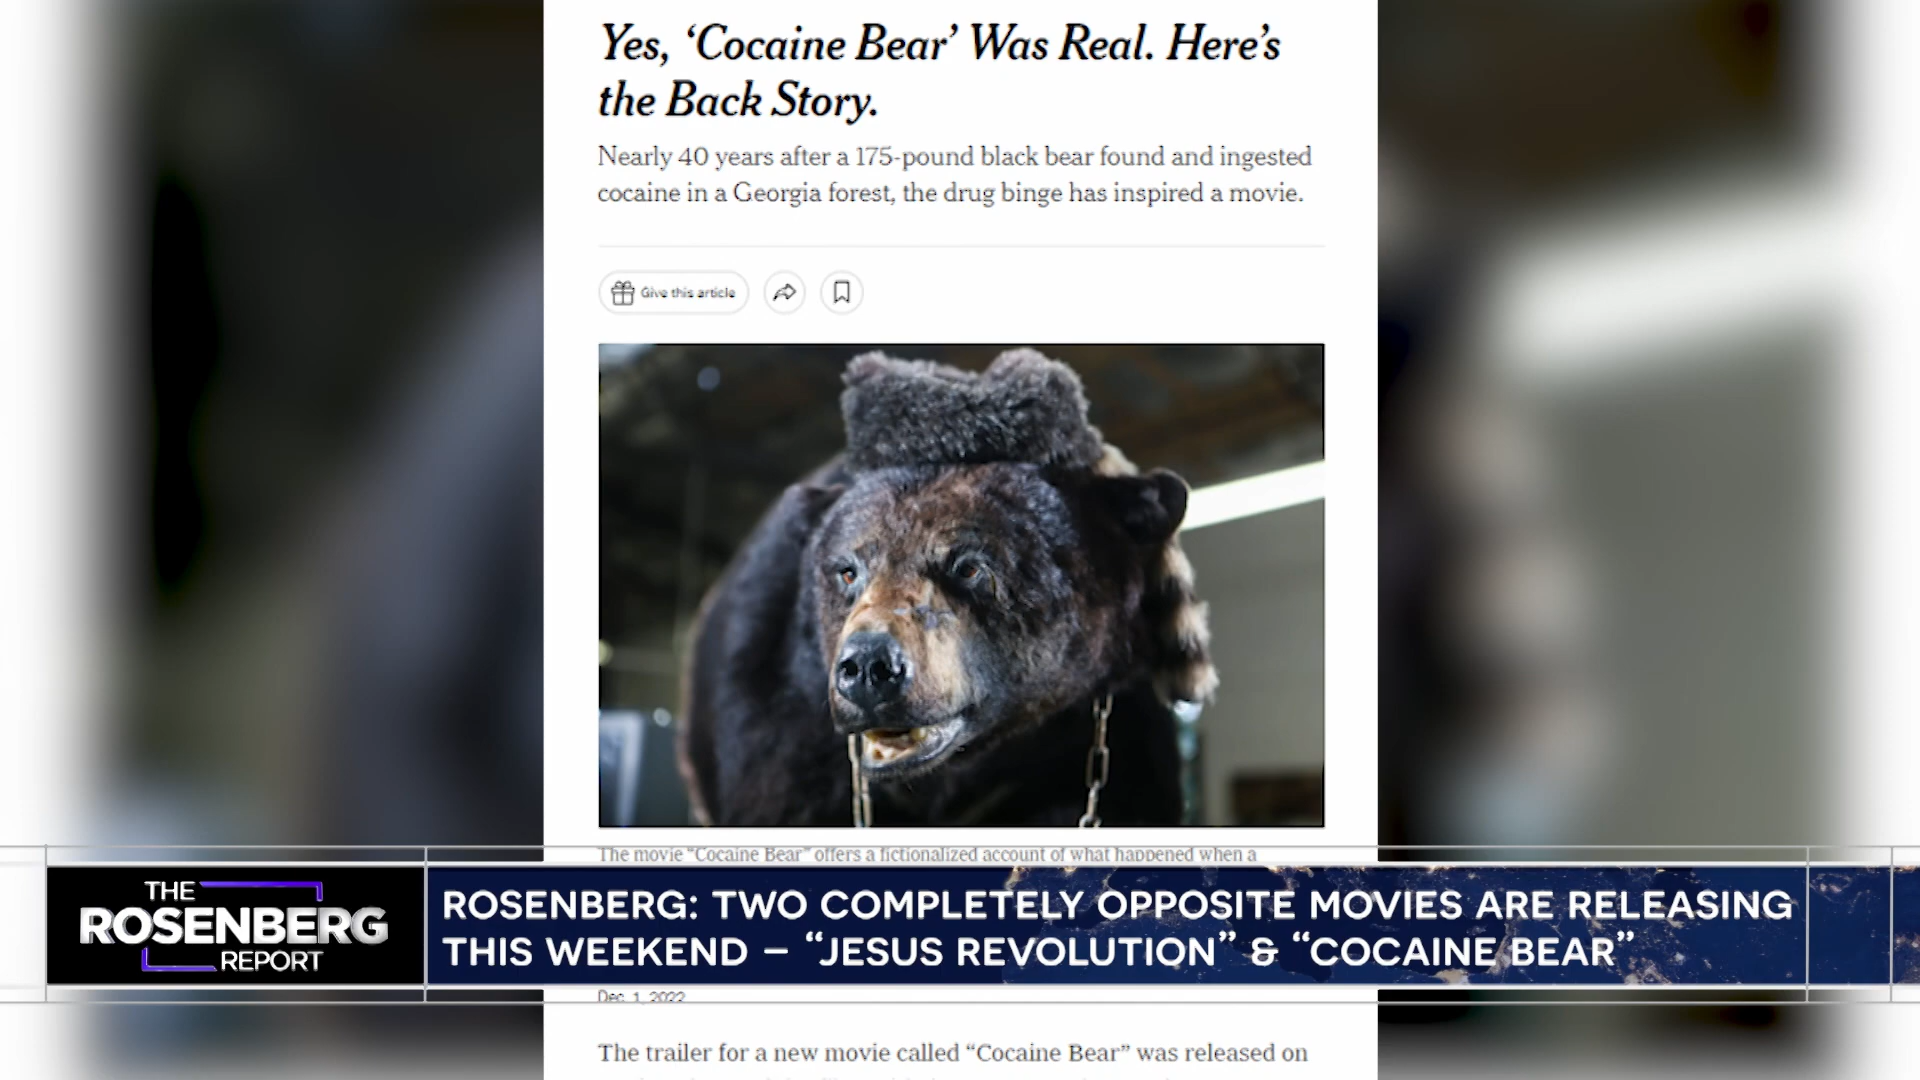 Yes, ‘Cocaine Bear’ Was Real. Here’s
the Back Story.
Nearly 40 years after a 175-pound black bear found and ingested
cocaine in a Georgia forest, the drug binge has inspired a movie.
Give this article
The movie “Cocaine Bear” offers a fictionalized account of what happened when a
THE
ROSENBERG
REPORT
ROSENBERG: TWO COMPLETELY OPPOSITE MOVIES ARE RELEASING
THIS WEEKEND – “JESUS REVOLUTION” & “COCAINE BEAR”
Dec. 1, 2022
The trailer for a new movie called “Cocaine Bear” was released on